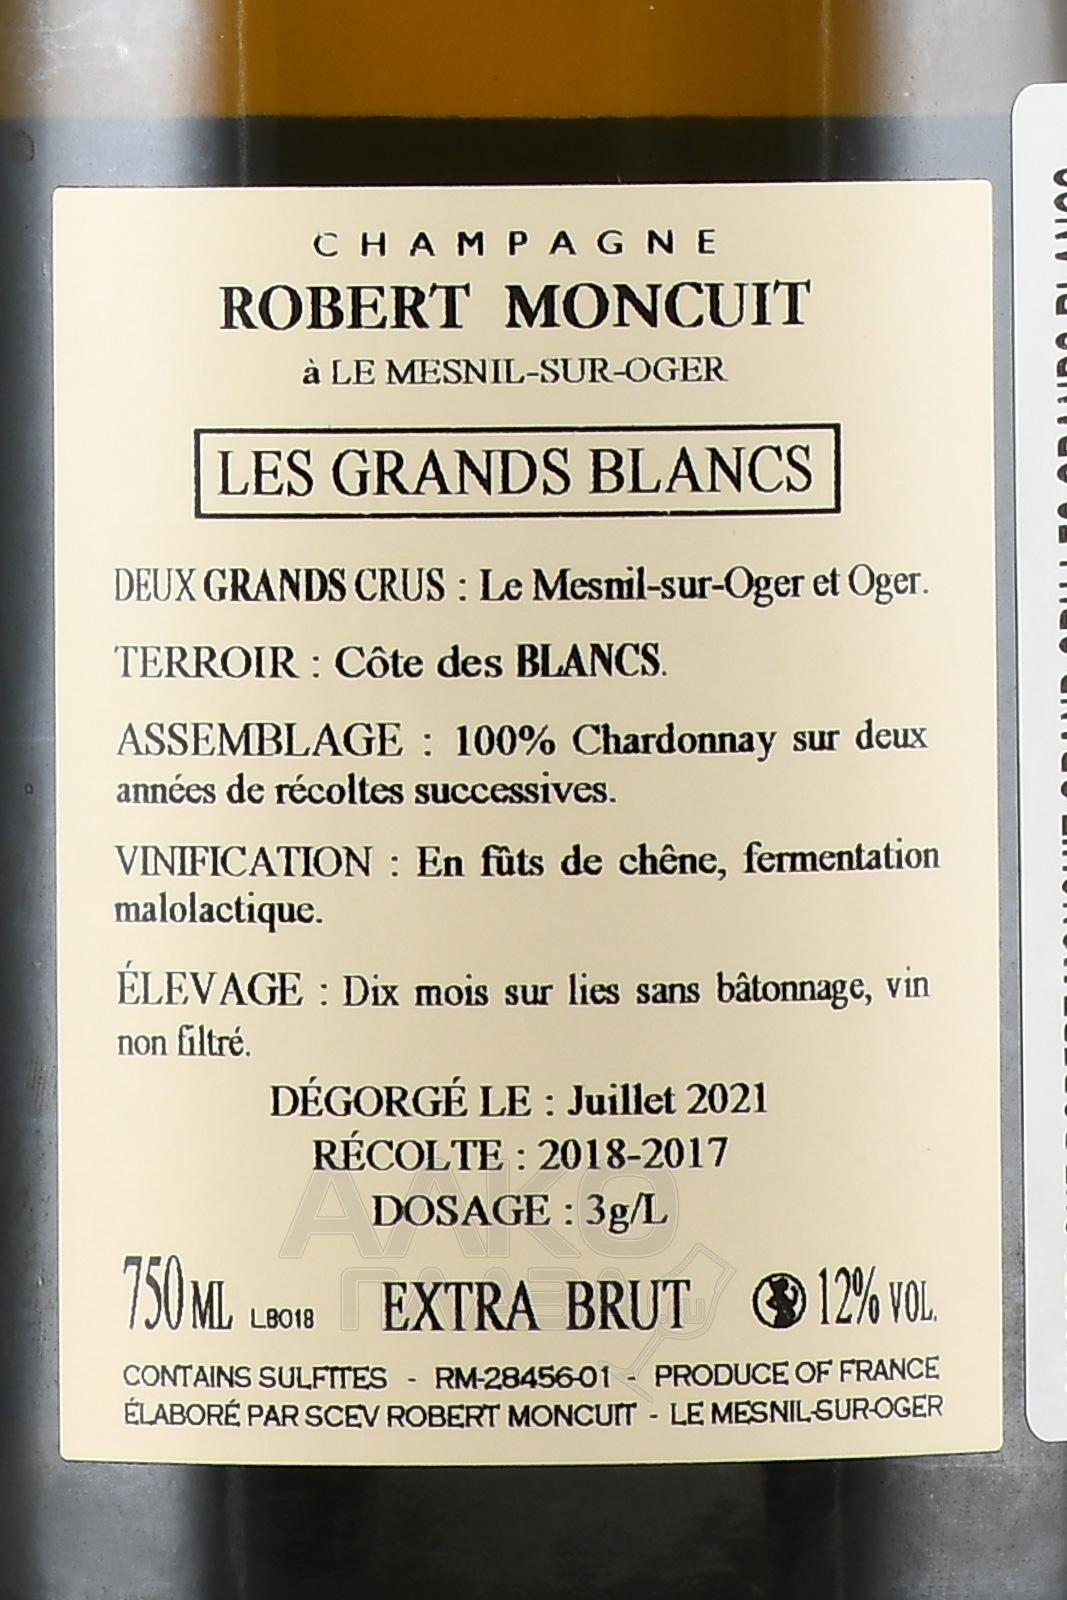 CHAMPAGNE
ROBERT MONCUIT
à LE MESNIL-SUR-OGER
LES GRANDS BLANCS
DEUX GRANDS CRUS : Le Mesnil-sur-Oger et Oger.
TERROIR : Côte des BLANCS.
ASSEMBLAGE : 100% Chardonnay sur deux
années de récoltes successives.
VINIFICATION : En fûts de chêne, fermentation
malolactique.
ÉLEVAGE : Dix mois sur lies sans bâtonnage, vin
non filtré.
DÉGORGÉ LE : Juillet 2021
RÉCOLTE : 2018-2017
DOSAGE : 3g/L
750 ML LBO18 EXTRA BRUT 12% VOL.
CONTAINS SULFITES - RM-28456-01 - PRODUCE OF FRANCE
ÉLABORÉ PAR SCEV ROBERT MONCUIT - LE MESNIL-SUR-OGER